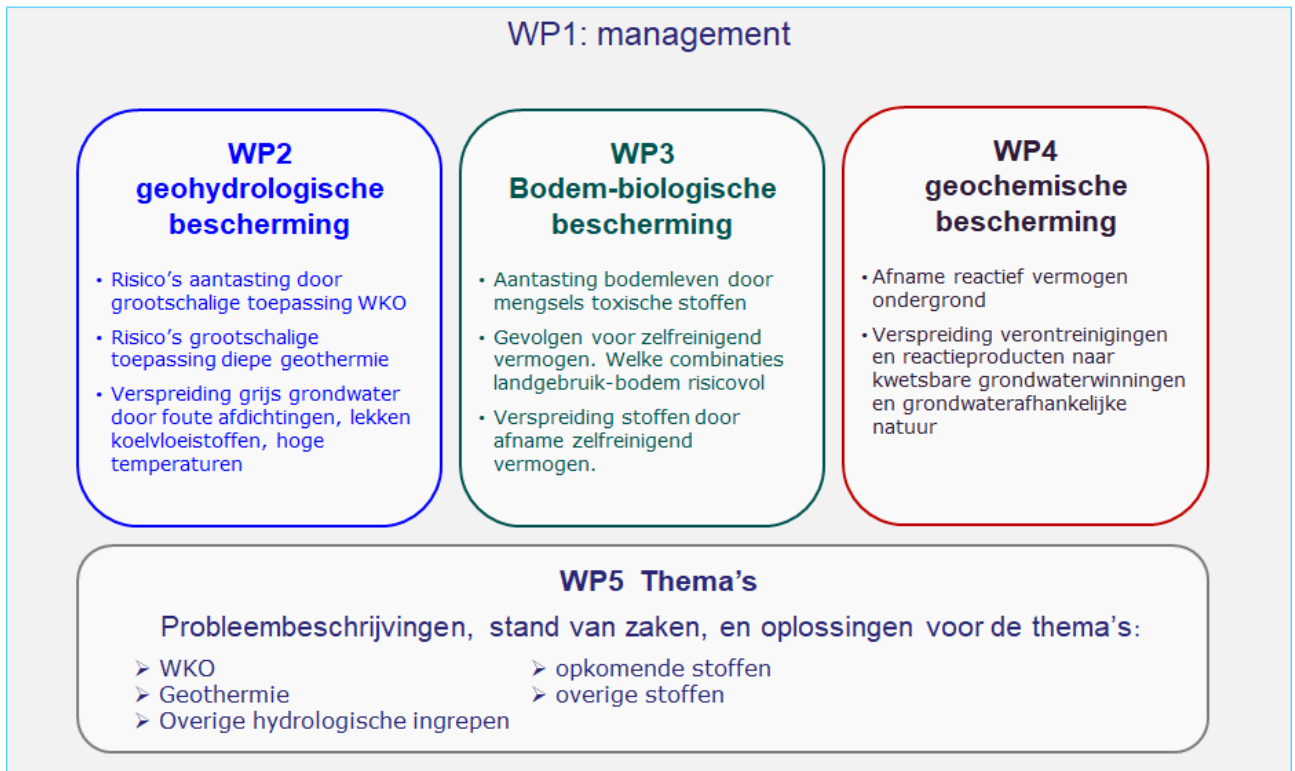 WP1: management
WP2
geohydrologische
bescherming
• Risico's aantasting door
grootschalige toepassing WKO
• Risico's grootschalige
toepassing diepe geothermie
• Verspreiding grijs grondwater
door foute afdichtingen, lekken
koelvloeistoffen, hoge
temperaturen
WP3
Bodem-biologische
bescherming
• Aantasting bodemleven door
mengsels toxische stoffen
• Gevolgen voor zelfreinigend
vermogen. Welke combinaties
landgebruik-bodem risicovol
• Verspreiding stoffen door
afname zelfreinigend
vermogen.
WP4
geochemische
bescherming
• Afname reactief vermogen
ondergrond
• Verspreiding verontreinigingen
en reactieproducten naar
kwetsbare grondwaterwinningen
en grondwaterafhankelijke
natuur
WP5 Thema's
Probleembeschrijvingen, stand van zaken, en oplossingen voor de thema's:
➢ WKO
➢ Geothermie
➢ Overige hydrologische ingrepen
➢ opkomende stoffen
➢ overige stoffen